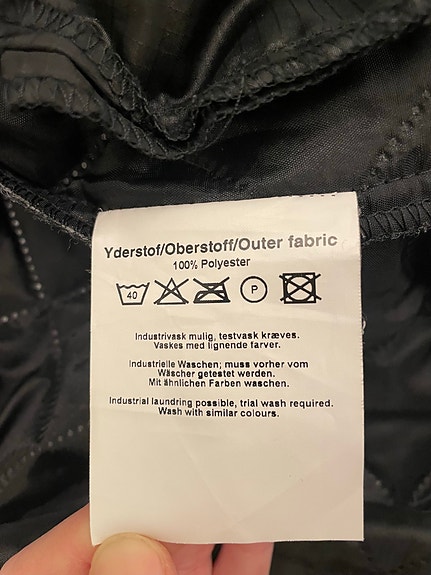 Yderstof/Oberstoff/Outer fabric
100% Polyester
40 P
Industrivask mulig, testvask kræves.
Vaskes med lignende farver.
Industrielle Waschen; muss vorher vom
Wäscher getestet werden.
Mit ähnlichen Farben waschen.
Industrial laundring possible, trial wash required.
Wash with similar colours.